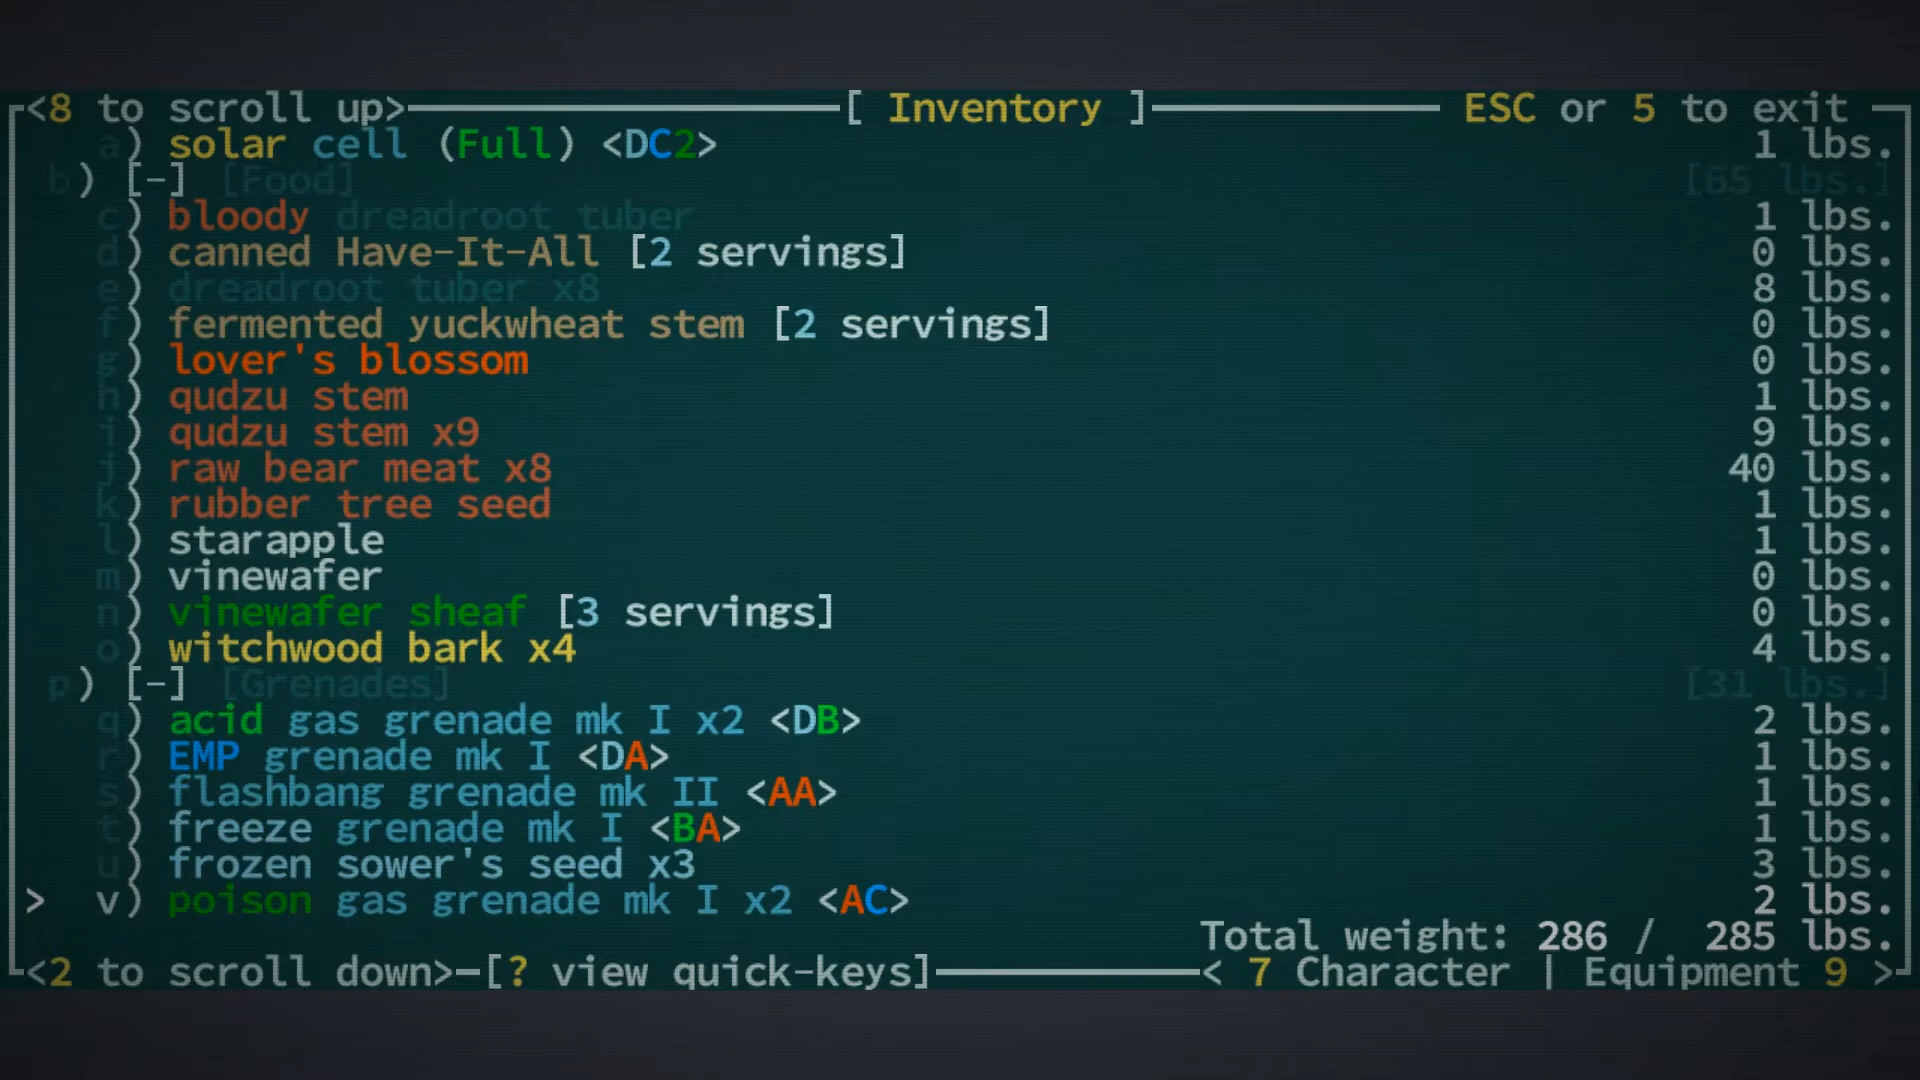 <8 to scroll up> [ Inventory ] ESC or 5 to exit
a) solar cell (Full) <DC2> 1 lbs.
b) [-] [Food] [65 lbs.]
c) bloody dreadroot tuber 1 lbs.
d) canned Have-It-All [2 servings] 0 lbs.
e) dreadroot tuber x8 8 lbs.
f) fermented yuckwheat stem [2 servings] 0 lbs.
g) lover's blossom 0 lbs.
h) qudzu stem 1 lbs.
i) qudzu stem x9 9 lbs.
j) raw bear meat x8 40 lbs.
k) rubber tree seed 1 lbs.
l) starapple 1 lbs.
m) vinewafer 0 lbs.
n) vinewafer sheaf [3 servings] 0 lbs.
o) witchwood bark x4 4 lbs.
p) [-] [Grenades] [31 lbs.]
q) acid gas grenade mk I x2 <DB> 2 lbs.
r) EMP grenade mk I <DA> 1 lbs.
s) flashbang grenade mk II <AA> 1 lbs.
t) freeze grenade mk I <BA> 1 lbs.
u) frozen sower's seed x3 3 lbs.
> v) poison gas grenade mk I x2 <AC> 2 lbs.
Total weight: 286 / 285 lbs.
<2 to scroll down> [? view quick-keys] < 7 Character | Equipment 9 >